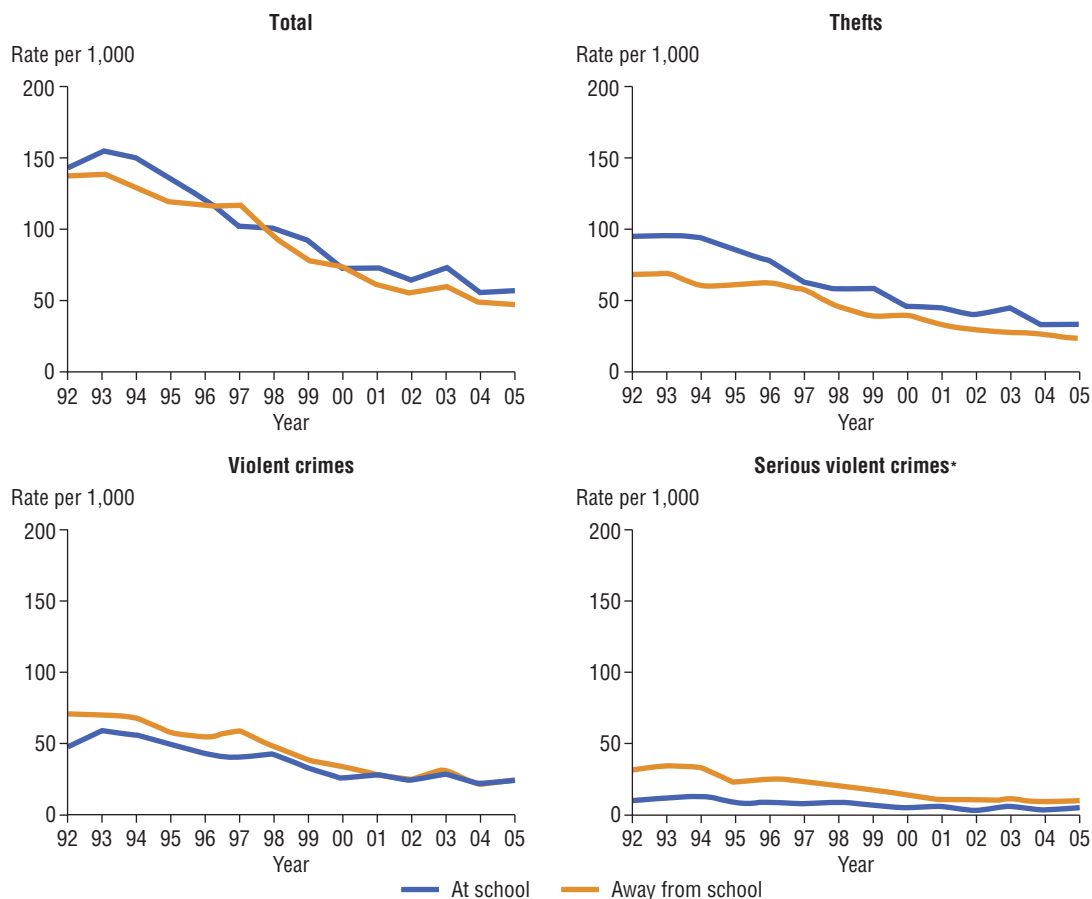 Total
Rate per 1,000
200
150
100
50
0
92 93 94 95 96 97 98 99 00 01 02 03 04 05
Year
Thefts
Rate per 1,000
200
150
100
50
0
92 93 94 95 96 97 98 99 00 01 02 03 04 05
Year
Violent crimes
Rate per 1,000
200
150
100
50
0
92 93 94 95 96 97 98 99 00 01 02 03 04 05
Year
Serious violent crimes*
Rate per 1,000
200
150
100
50
0
92 93 94 95 96 97 98 99 00 01 02 03 04 05
Year
At school Away from school